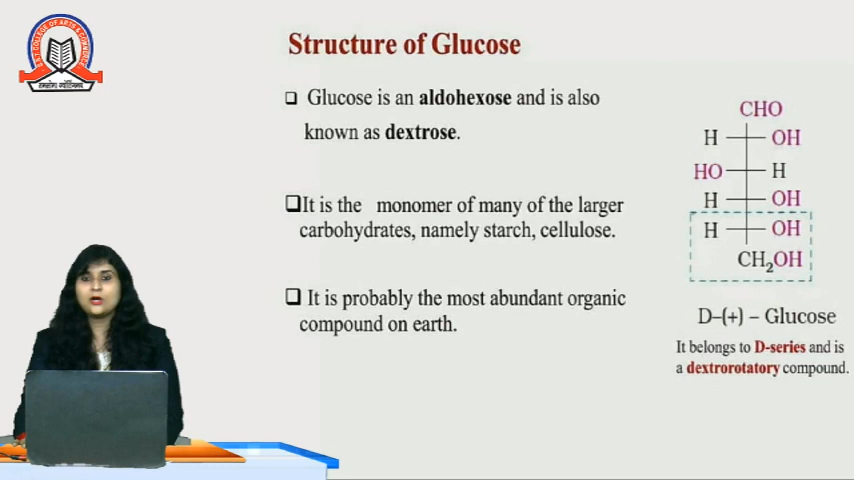 Structure of Glucose
Glucose is an aldohexose and is also
known as dextrose.
It is the monomer of many of the larger
carbohydrates, namely starch, cellulose.
It is probably the most abundant organic
compound on earth.
CHO
H OH
HO H
H OH
H OH
CH₂OH
D–(+) – Glucose
It belongs to D-series and is
a dextrorotatory compound.